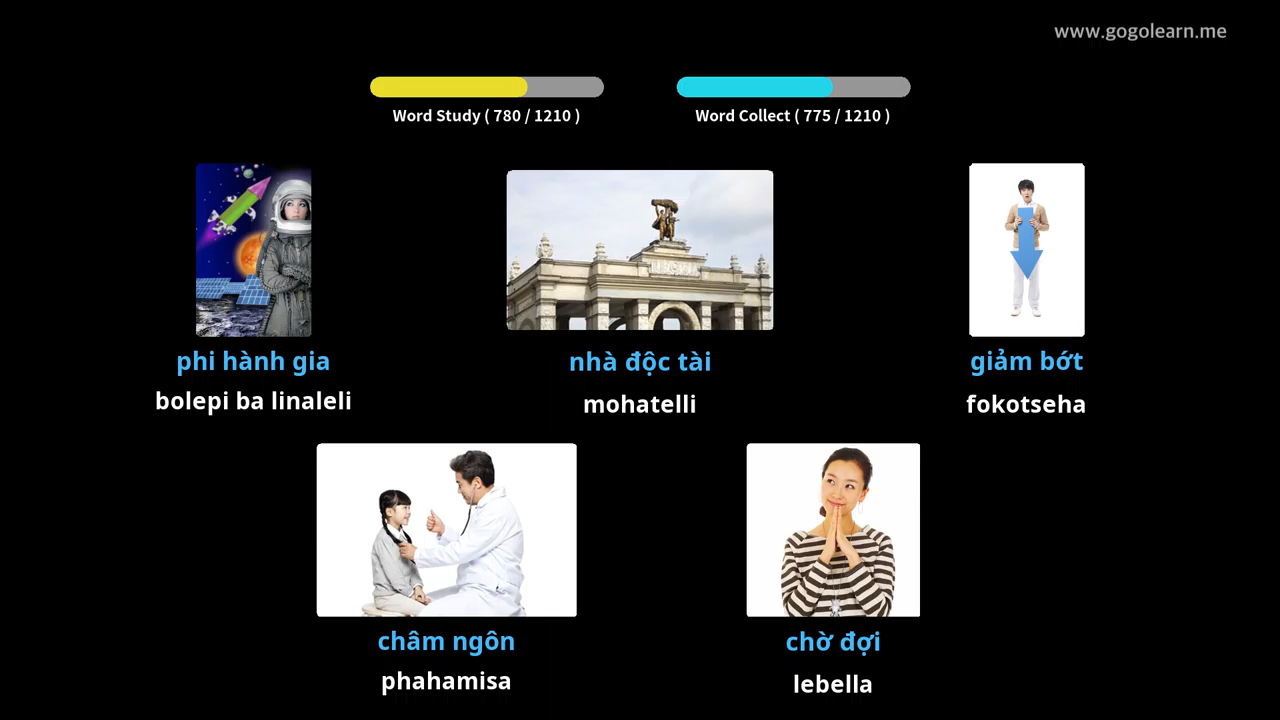 www.gogolearn.me
Word Study ( 780 / 1210 )
Word Collect ( 775 / 1210 )
phi hành gia
bolepi ba linaleli
nhà độc tài
mohatelli
giảm bớt
fokotseha
châm ngôn
phahamisa
chờ đợi
lebella